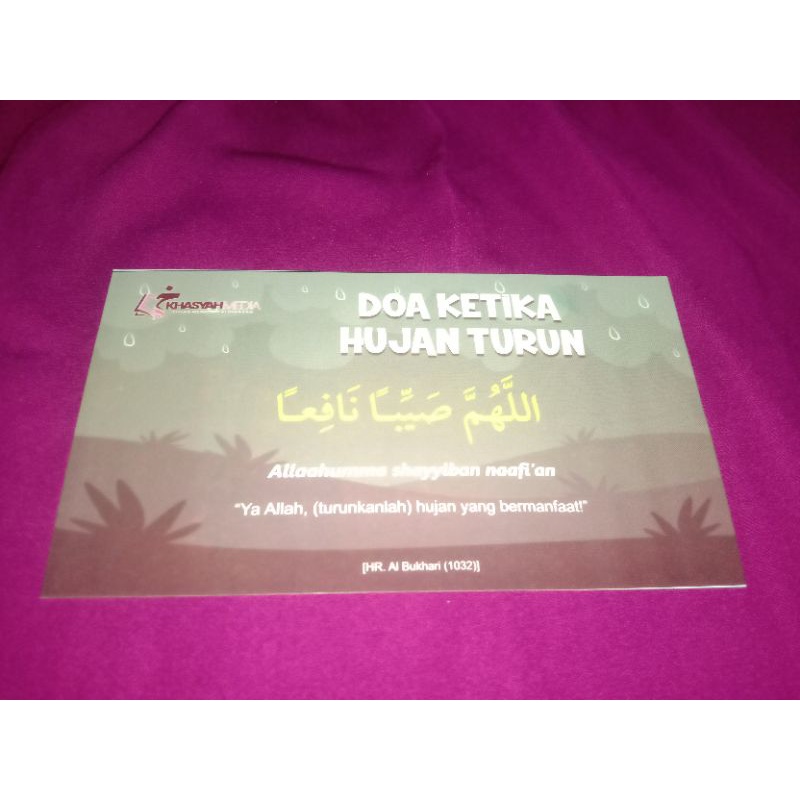 KHASYAH MEDIA
DOA KETIKA
HUJAN TURUN
اللَّهُمَّ صَيِّبًا نَافِعًا
Allaahumma shayyiban naafi'an
"Ya Allah, (turunkanlah) hujan yang bermanfaat!"
[HR. Al Bukhari (1032)]